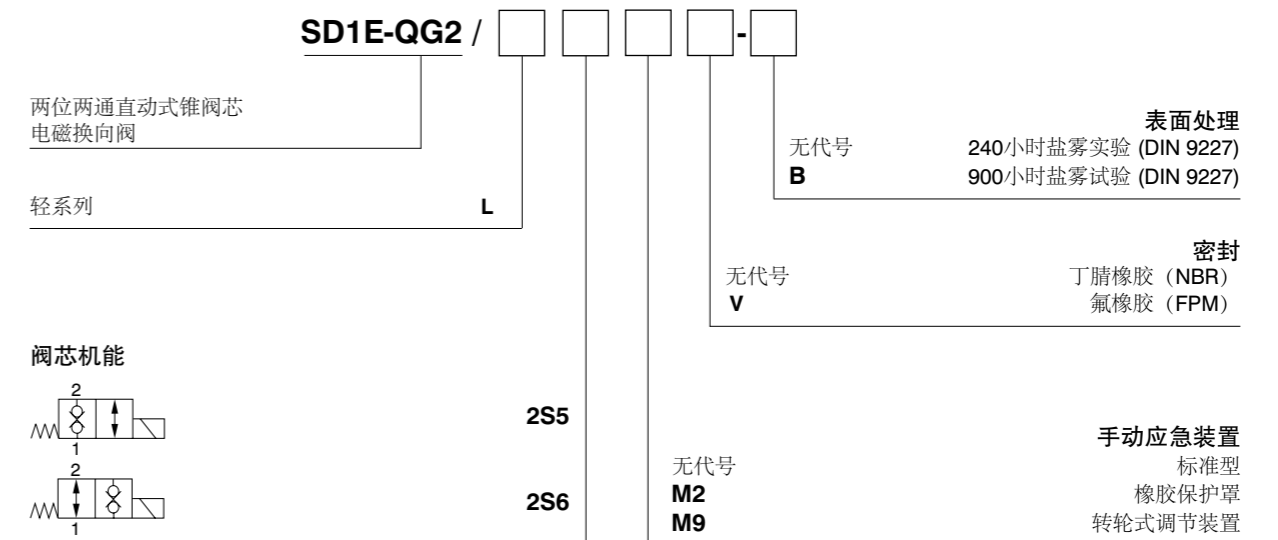 SD1E-QG2 / -
两位两通直动式锥阀芯
电磁换向阀
表面处理
无代号 240小时盐雾实验 (DIN 9227)
B 900小时盐雾试验 (DIN 9227)
轻系列 L
密封
无代号 丁腈橡胶（NBR）
V 氟橡胶（FPM）
阀芯机能
2
1
2S5
2
1
2S6
手动应急装置
无代号 标准型
M2 橡胶保护罩
M9 转轮式调节装置